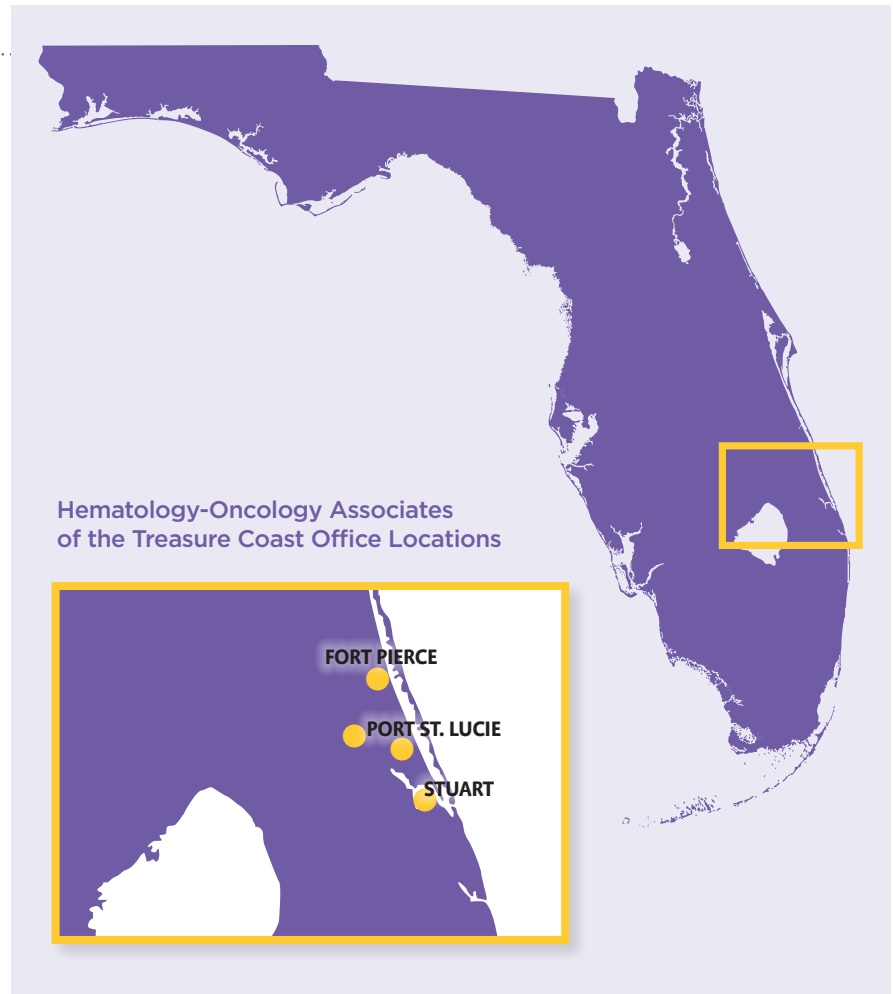 Hematology-Oncology Associates
of the Treasure Coast Office Locations
FORT PIERCE
PORT ST. LUCIE
STUART